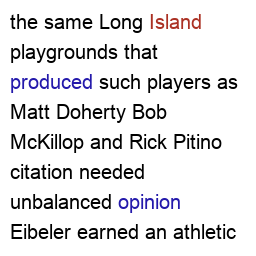 the same Long Island
playgrounds that
produced such players as
Matt Doherty Bob
McKillop and Rick Pitino
citation needed
unbalanced opinion
Eibeler earned an athletic